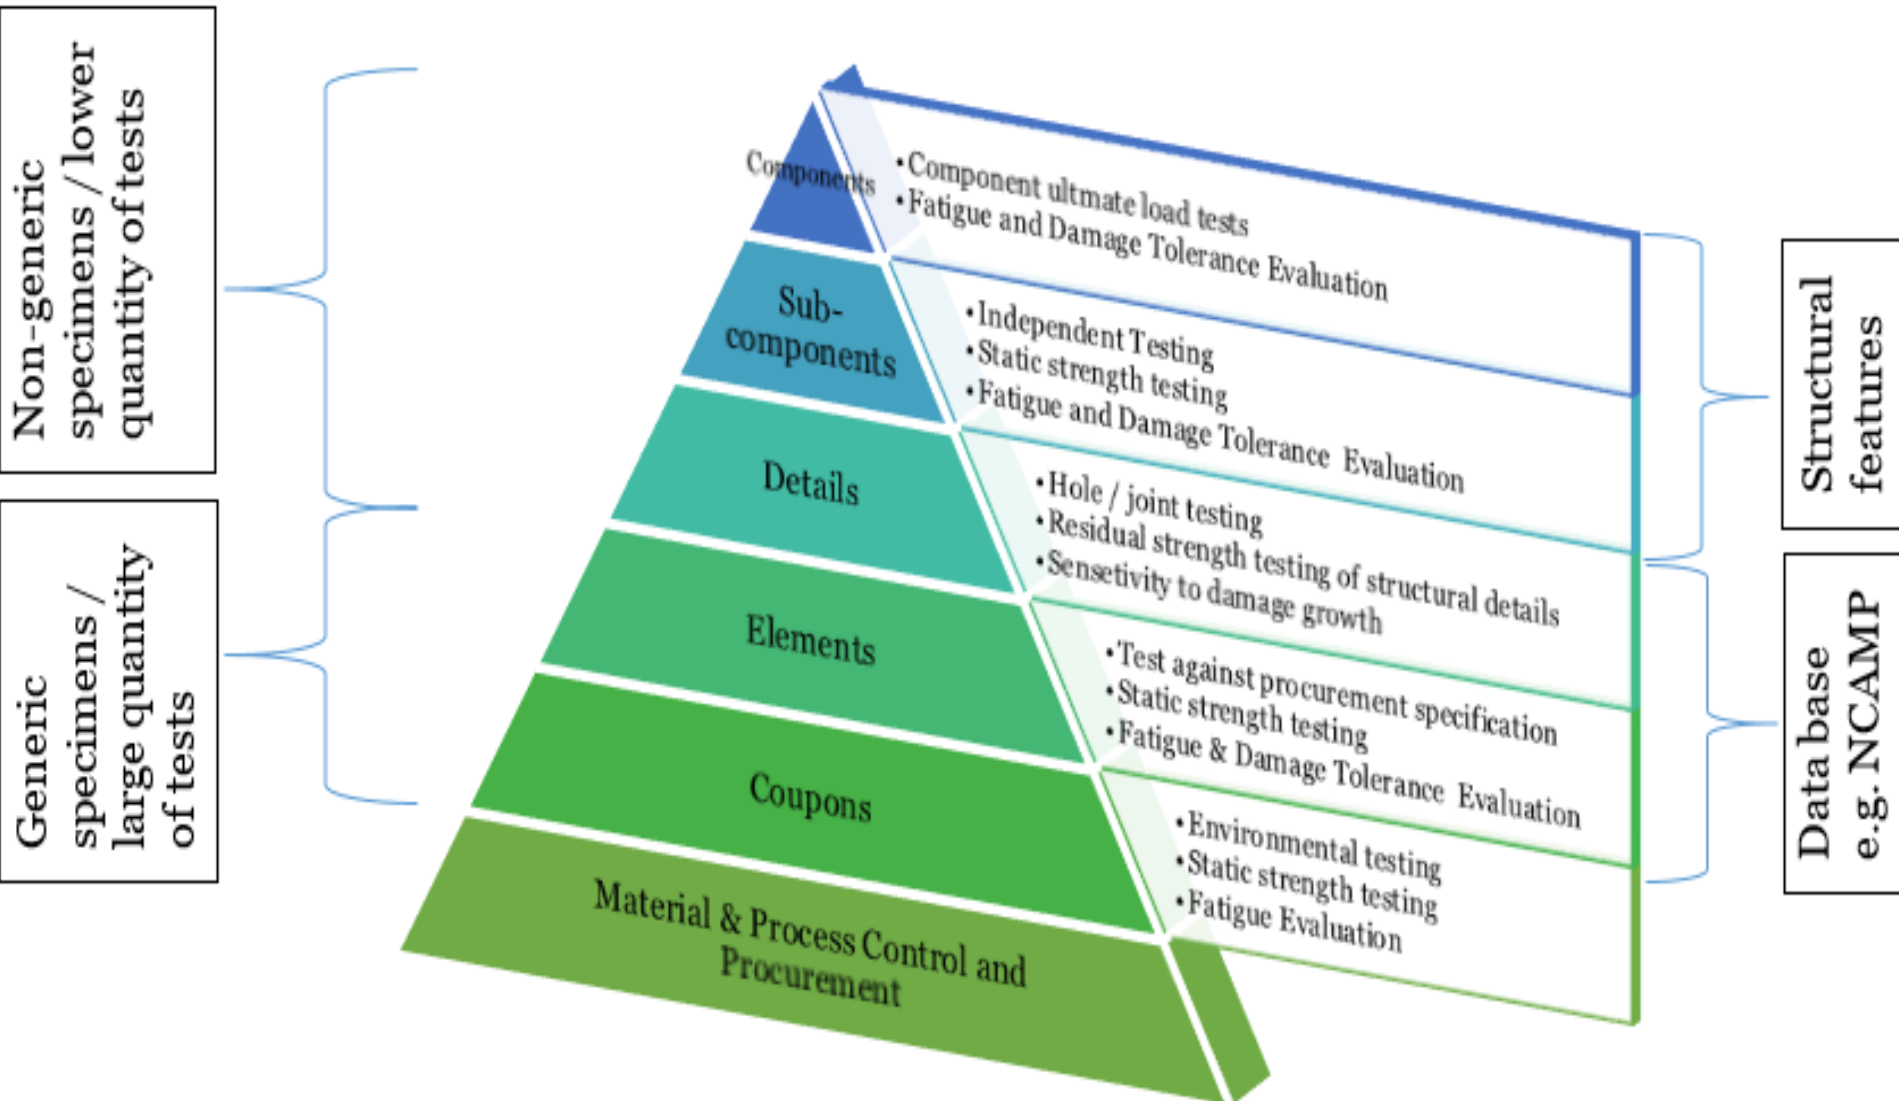 Non-generic
specimens / lower
quantity of tests
Generic
specimens /
large quantity
of tests
Components
Sub-
components
Details
Elements
Coupons
Material & Process Control and
Procurement
•Component ultmate load tests
•Fatigue and Damage Tolerance Evaluation
•Independent Testing
•Static strength testing
•Fatigue and Damage Tolerance Evaluation
•Hole / joint testing
•Residual strength testing of structural details
•Sensetivity to damage growth
•Test against procurement specification
•Static strength testing
•Fatigue & Damage Tolerance Evaluation
•Environmental testing
•Static strength testing
•Fatigue Evaluation
Structural
features
Data base
e.g. NCAMP